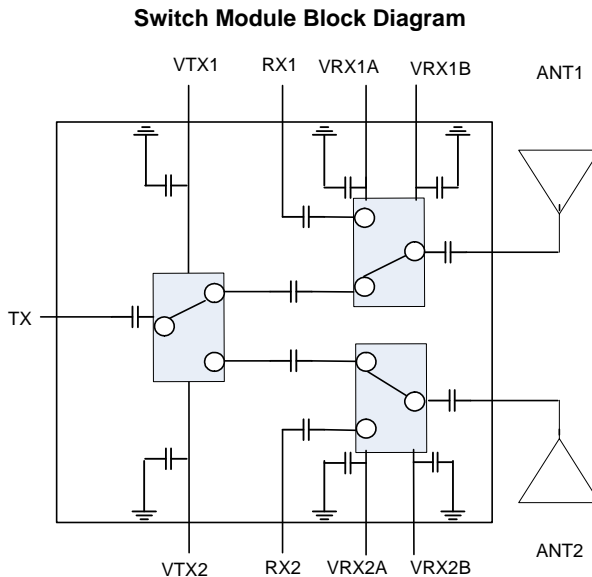 Switch Module Block Diagram
VTX1 RX1 VRX1A VRX1B ANT1
TX
VTX2 RX2 VRX2A VRX2B ANT2